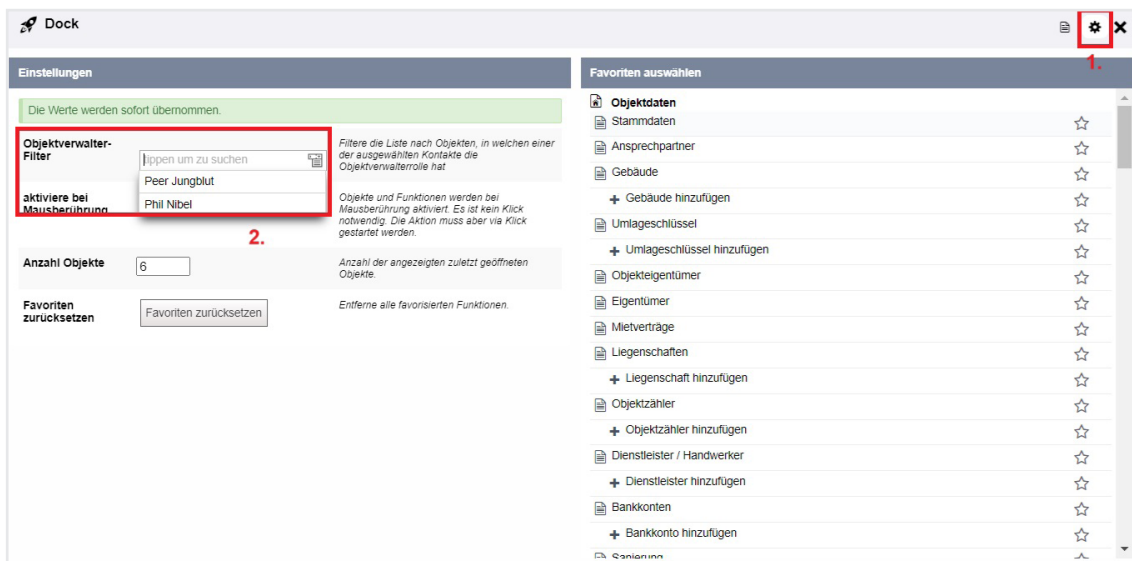 Dock
1.
Einstellungen
Die Werte werden sofort übernommen.
Objektverwalter-
Filter
tippen um zu suchen
Peer Jungblut
Phil Nibel
Filtere die Liste nach Objekten, in welchen einer
der ausgewählten Kontakte die
Objektverwalterrolle hat
aktiviere bei
Mausberührung
2.
Objekte und Funktionen werden bei
Mausberührung aktiviert. Es ist kein Klick
notwendig. Die Aktion muss aber via Klick
gestartet werden.
Anzahl Objekte
6
Anzahl der angezeigten zuletzt geöffneten
Objekte.
Favoriten
zurücksetzen
Favoriten zurücksetzen
Entferne alle favorisierten Funktionen.
Favoriten auswählen
Objektdaten
Stammdaten
Ansprechpartner
Gebäude
+ Gebäude hinzufügen
Umlageschlüssel
+ Umlageschlüssel hinzufügen
Objekteigentümer
Eigentümer
Mietverträge
Liegenschaften
+ Liegenschaft hinzufügen
Objektzähler
+ Objektzähler hinzufügen
Dienstleister / Handwerker
+ Dienstleister hinzufügen
Bankkonten
+ Bankkonto hinzufügen
Sanierung